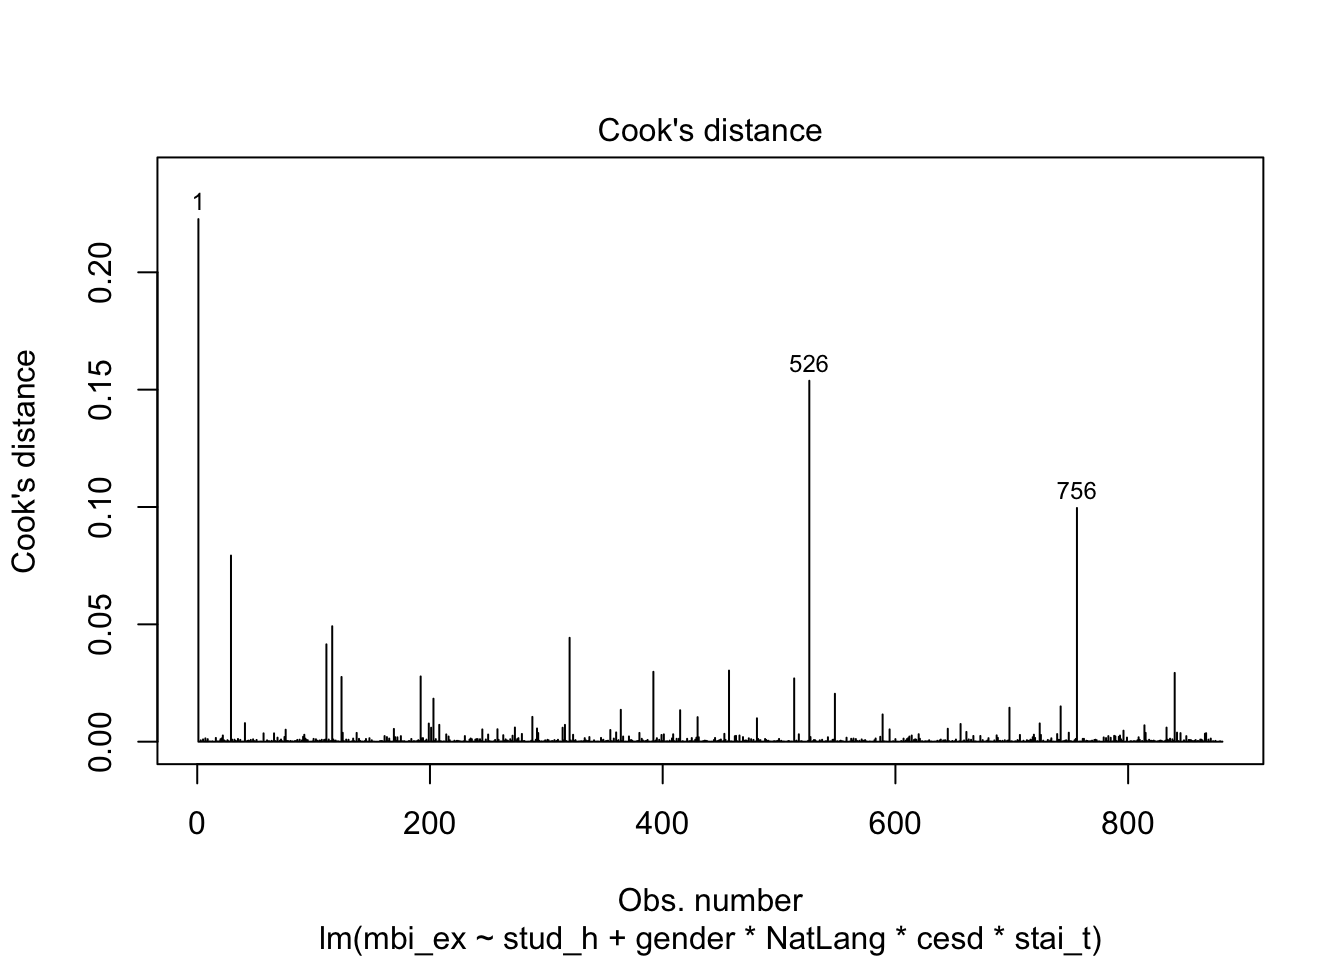 Cook's distance
Cook's distance
0.20
0.15
0.10
0.05
0.00
1
526
756
0 200 400 600 800
Obs. number
lm(mbi_ex ~ stud_h + gender * NatLang * cesd * stai_t)